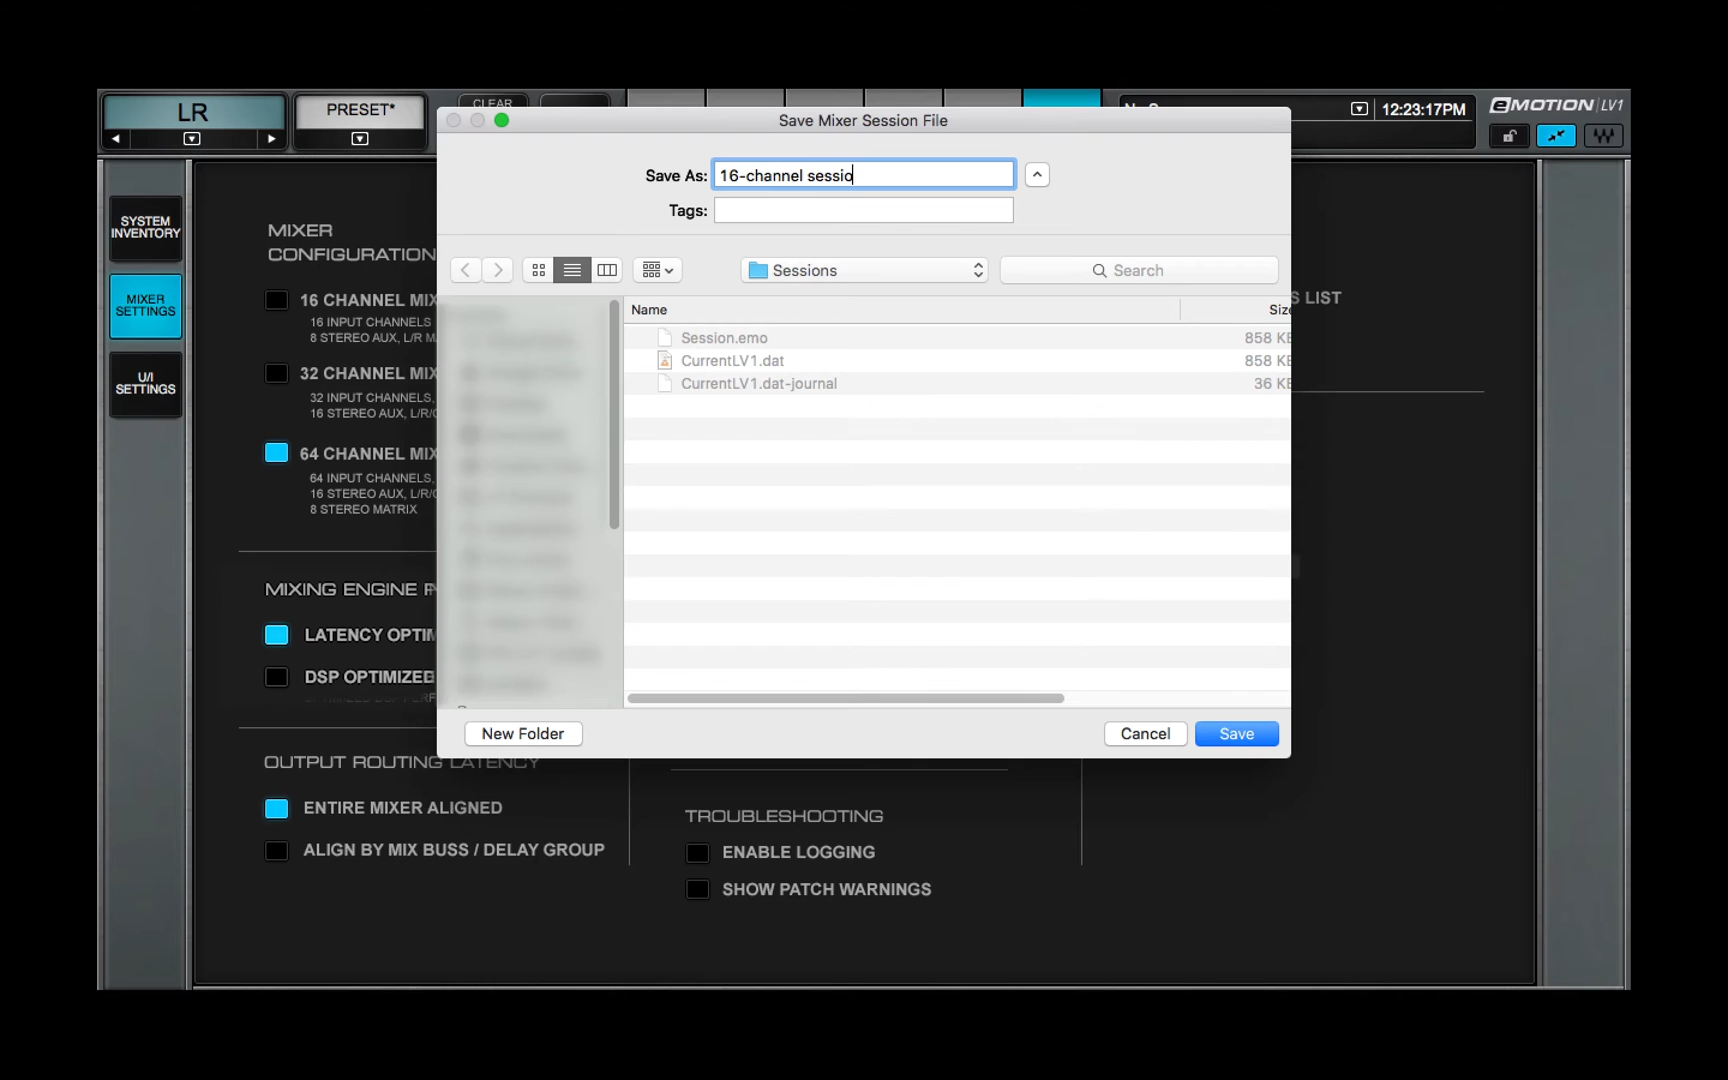 LR
PRESET*
CLEAR
12:23:17PM
eMOTION LV1
Save Mixer Session File
Save As: 16-channel sessio
Tags:
Sessions
Search
Name
Size
Session.emo 858 KB
CurrentLV1.dat 858 KB
CurrentLV1.dat-journal 36 KB
New Folder
Cancel
Save
SYSTEM
INVENTORY
MIXER
SETTINGS
U/I
SETTINGS
MIXER
CONFIGURATION
16 CHANNEL MIX
16 INPUT CHANNELS
8 STEREO AUX, L/R M
32 CHANNEL MIX
32 INPUT CHANNELS,
16 STEREO AUX, L/R/C
64 CHANNEL MIX
64 INPUT CHANNELS,
16 STEREO AUX, L/R/C
8 STEREO MATRIX
S LIST
MIXING ENGINE
LATENCY OPTIM
DSP OPTIMIZED
OUTPUT ROUTING LATENCY
ENTIRE MIXER ALIGNED
ALIGN BY MIX BUSS / DELAY GROUP
TROUBLESHOOTING
ENABLE LOGGING
SHOW PATCH WARNINGS